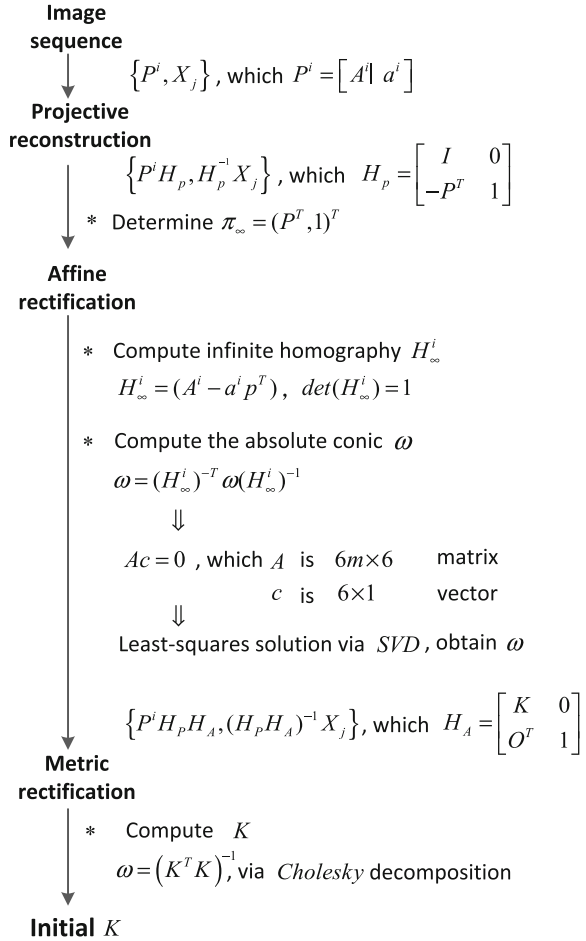 Image
sequence
{P^i, X_j}, which P^i = [A^i | a^i]
Projective
reconstruction
{P^i H_p, H_p^{-1} X_j}, which H_p = [I 0; -P^T 1]
* Determine π_∞ = (P^T, 1)^T
Affine
rectification
* Compute infinite homography H_∞^i
H_∞^i = (A^i − a^i p^T), det(H_∞^i) = 1
* Compute the absolute conic ω
ω = (H_∞^i)^{-T} ω(H_∞^i)^{-1}
⇓
Ac = 0, which A is 6m×6 matrix
c is 6×1 vector
⇓
Least-squares solution via SVD, obtain ω
{P^i H_P H_A, (H_P H_A)^{-1} X_j}, which H_A = [K 0; O^T 1]
Metric
rectification
* Compute K
ω = (K^T K)^{-1}, via Cholesky decomposition
Initial K